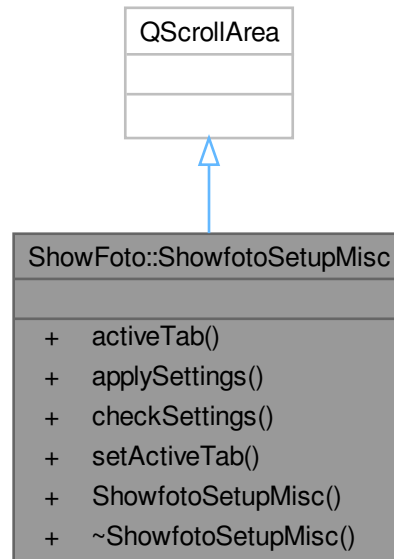 QScrollArea
ShowFoto::ShowfotoSetupMisc
+ activeTab()
+ applySettings()
+ checkSettings()
+ setActiveTab()
+ ShowfotoSetupMisc()
+ ~ShowfotoSetupMisc()